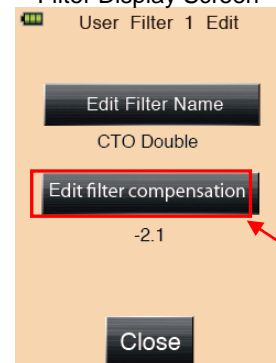 Filter Display Screen
User Filter 1 Edit
Edit Filter Name
CTO Double
Edit filter compensation
-2.1
Close